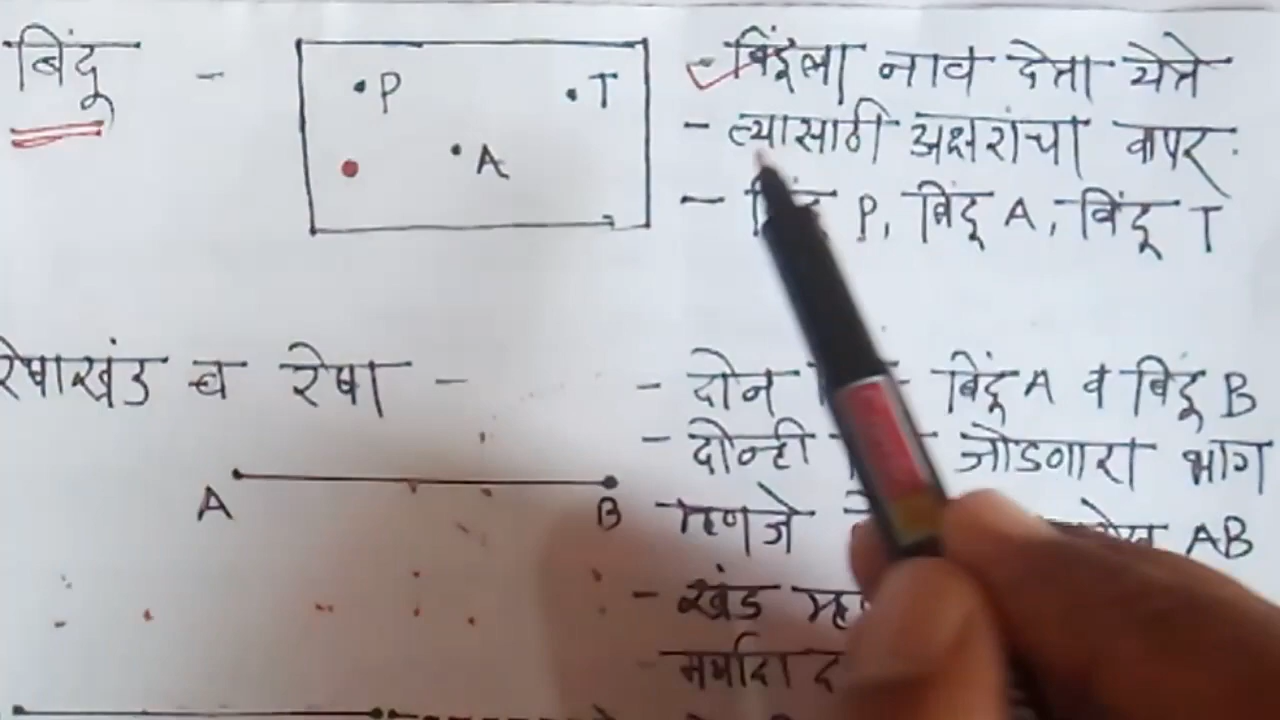 बिंदू -
P
T
A
- बिंदूला नाव देता येते
- त्यासाठी अक्षरांचा वापर.
- P, बिंदू A, बिंदू T
रेषाखंड व रेषा -
A
B
- दोन बिंदू A व बिंदू B
- दोन्ही जोडणारा भाग
म्हणजे AB
- खंड
- मर्यादा